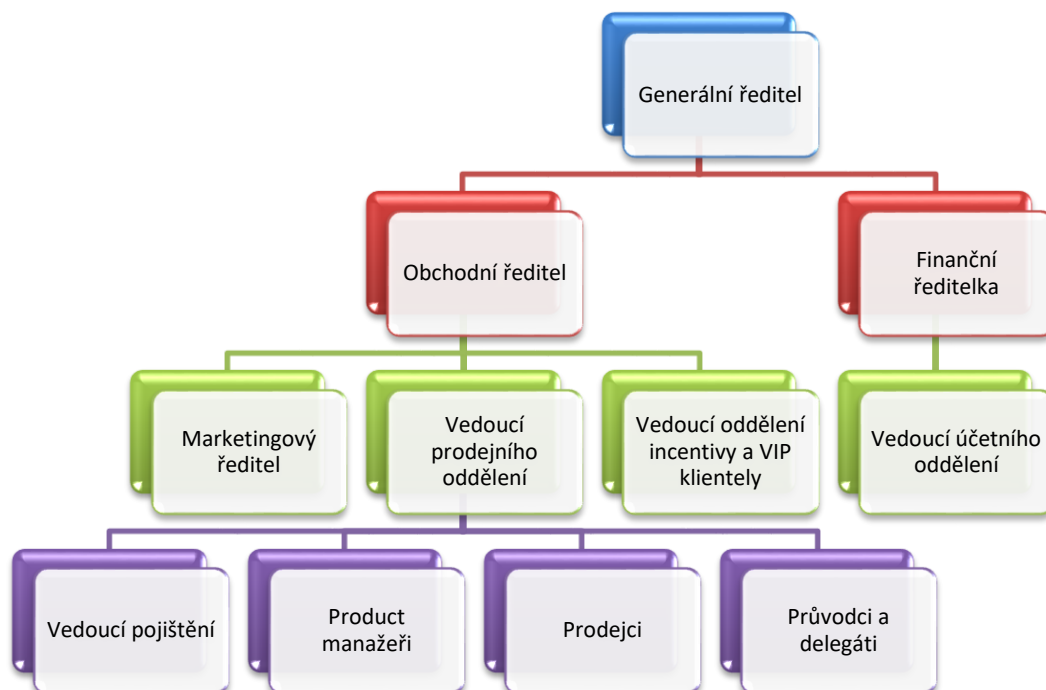 Generální ředitel
Obchodní ředitel
Finanční
ředitelka
Marketingový
ředitel
Vedoucí
prodejního
oddělení
Vedoucí oddělení
incentivy a VIP
klientely
Vedoucí účetního
oddělení
Vedoucí pojištění
Product
manažeři
Prodejci
Průvodci a
delegáti